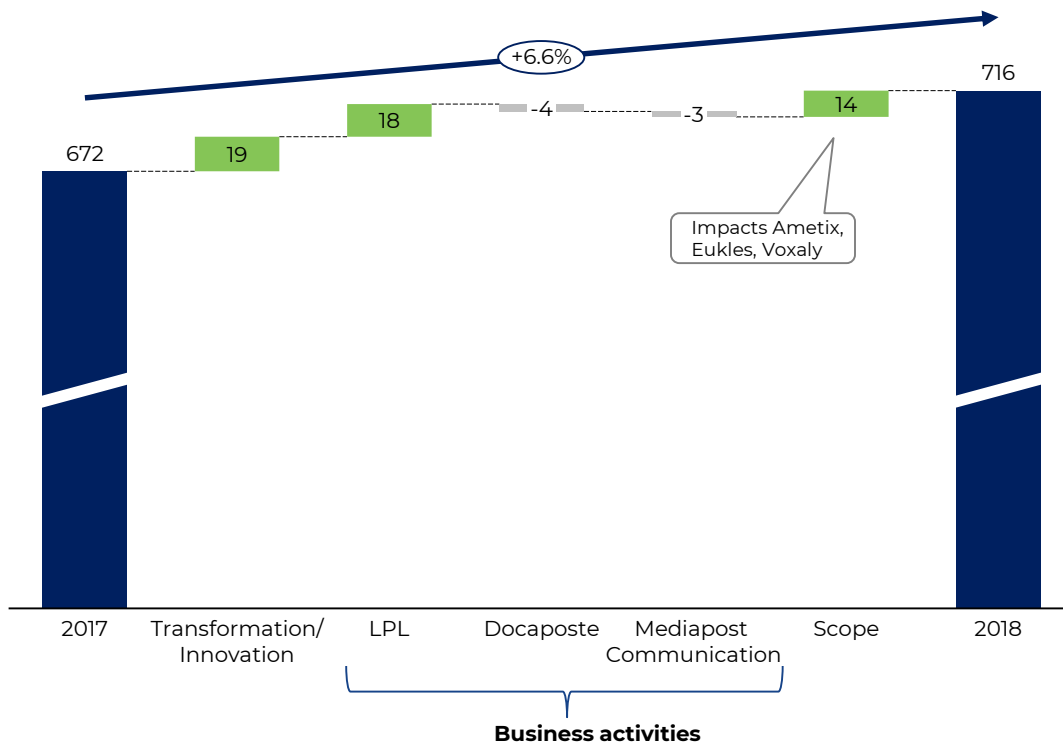 +6.6%
716
672
19
18
-4
-3
14
Impacts Ametix,
Eukles, Voxaly
2017
Transformation/
Innovation
LPL
Docaposte
Mediapost
Communication
Scope
2018
Business activities